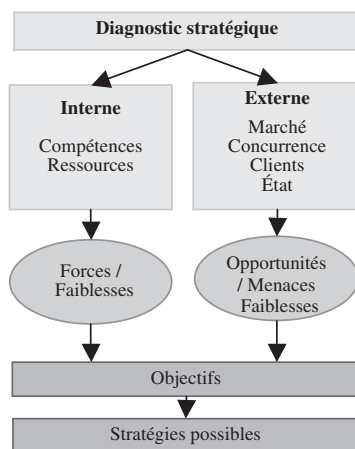 Diagnostic stratégique
Interne
Compétences
Ressources
Externe
Marché
Concurrence
Clients
État
Forces /
Faiblesses
Opportunités
/ Menaces
Faiblesses
Objectifs
Stratégies possibles